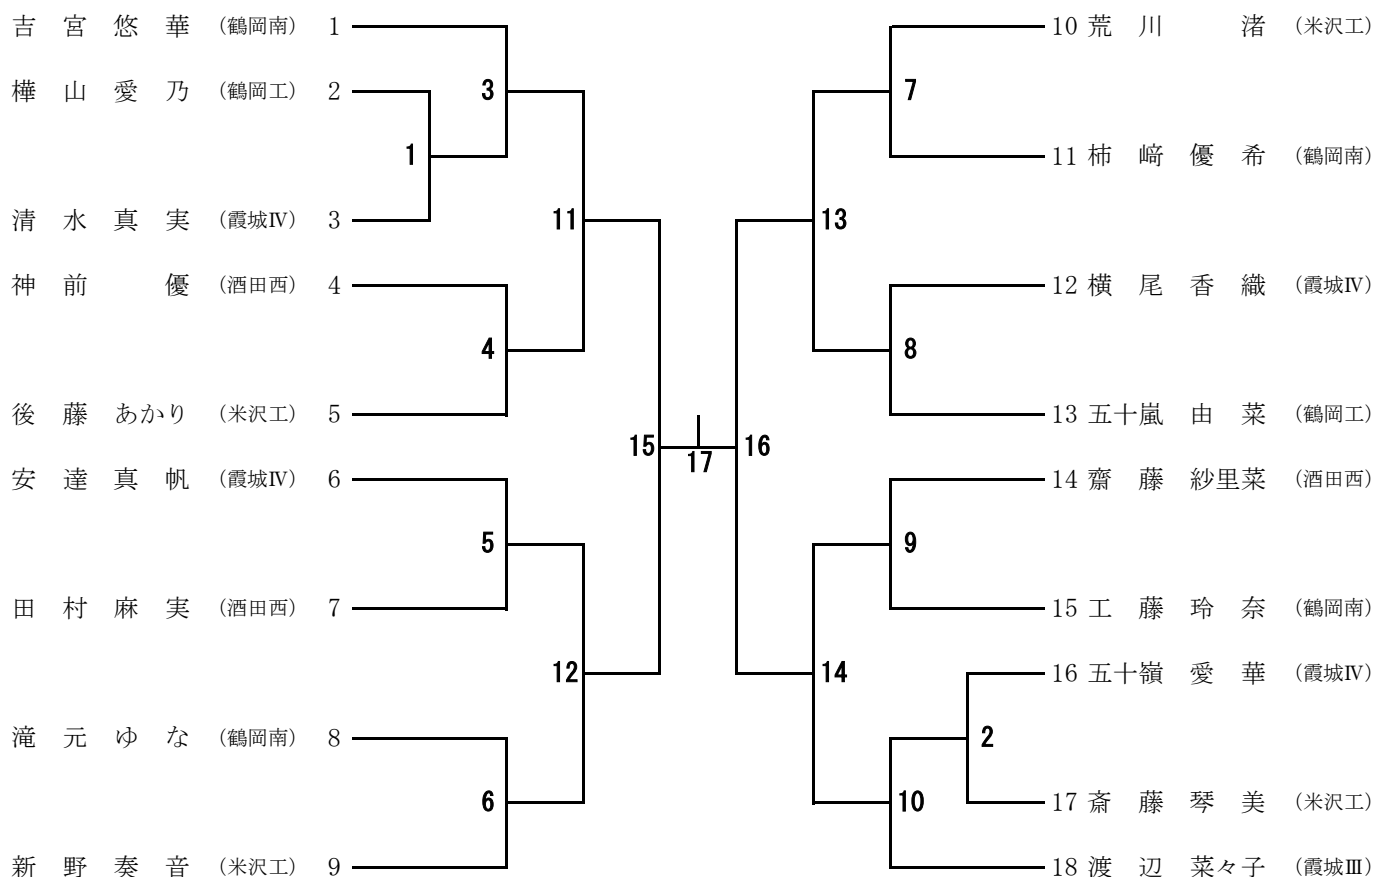 吉 宮 悠 華 (鶴岡南) 1
樺 山 愛 乃 (鶴岡工) 2
清 水 真 実 (霞城Ⅳ) 3
神 前 優 (酒田西) 4
後 藤 あかり (米沢工) 5
安 達 真 帆 (霞城Ⅳ) 6
田 村 麻 実 (酒田西) 7
滝 元 ゆ な (鶴岡南) 8
新 野 奏 音 (米沢工) 9
3
1
11
4
15
5
12
6
17
7
13
8
16
9
14
2
10
10 荒 川 渚 (米沢工)
11 柿 﨑 優 希 (鶴岡南)
12 横 尾 香 織 (霞城Ⅳ)
13 五十嵐 由 菜 (鶴岡工)
14 齋 藤 紗里菜 (酒田西)
15 工 藤 玲 奈 (鶴岡南)
16 五十嶺 愛 華 (霞城Ⅳ)
17 斎 藤 琴 美 (米沢工)
18 渡 辺 菜々子 (霞城Ⅲ)